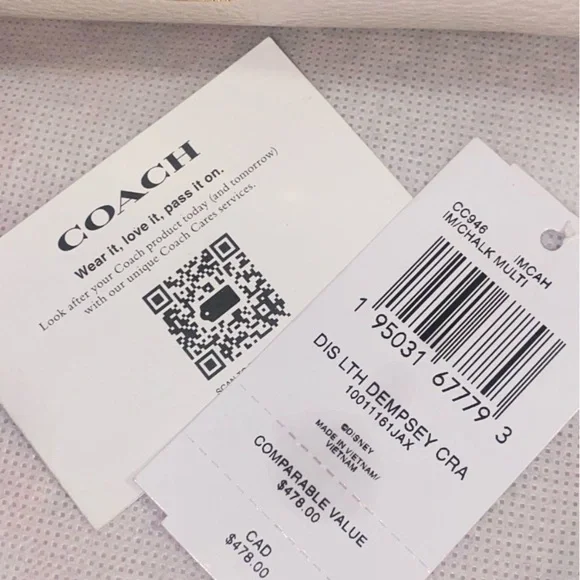 COACH
Wear it, love it, pass it on.
Look after your Coach product today (and tomorrow)
with our unique Coach Cares services.
CC946 IMCAH
IM/CHALK MULTI
1 95031 67779 3
DIS LTH DEMPSEY CRA
10011161JAX
©DISNEY
MADE IN VIETNAM/
VIETNAM
COMPARABLE VALUE
$478.00
CAD
$478.00